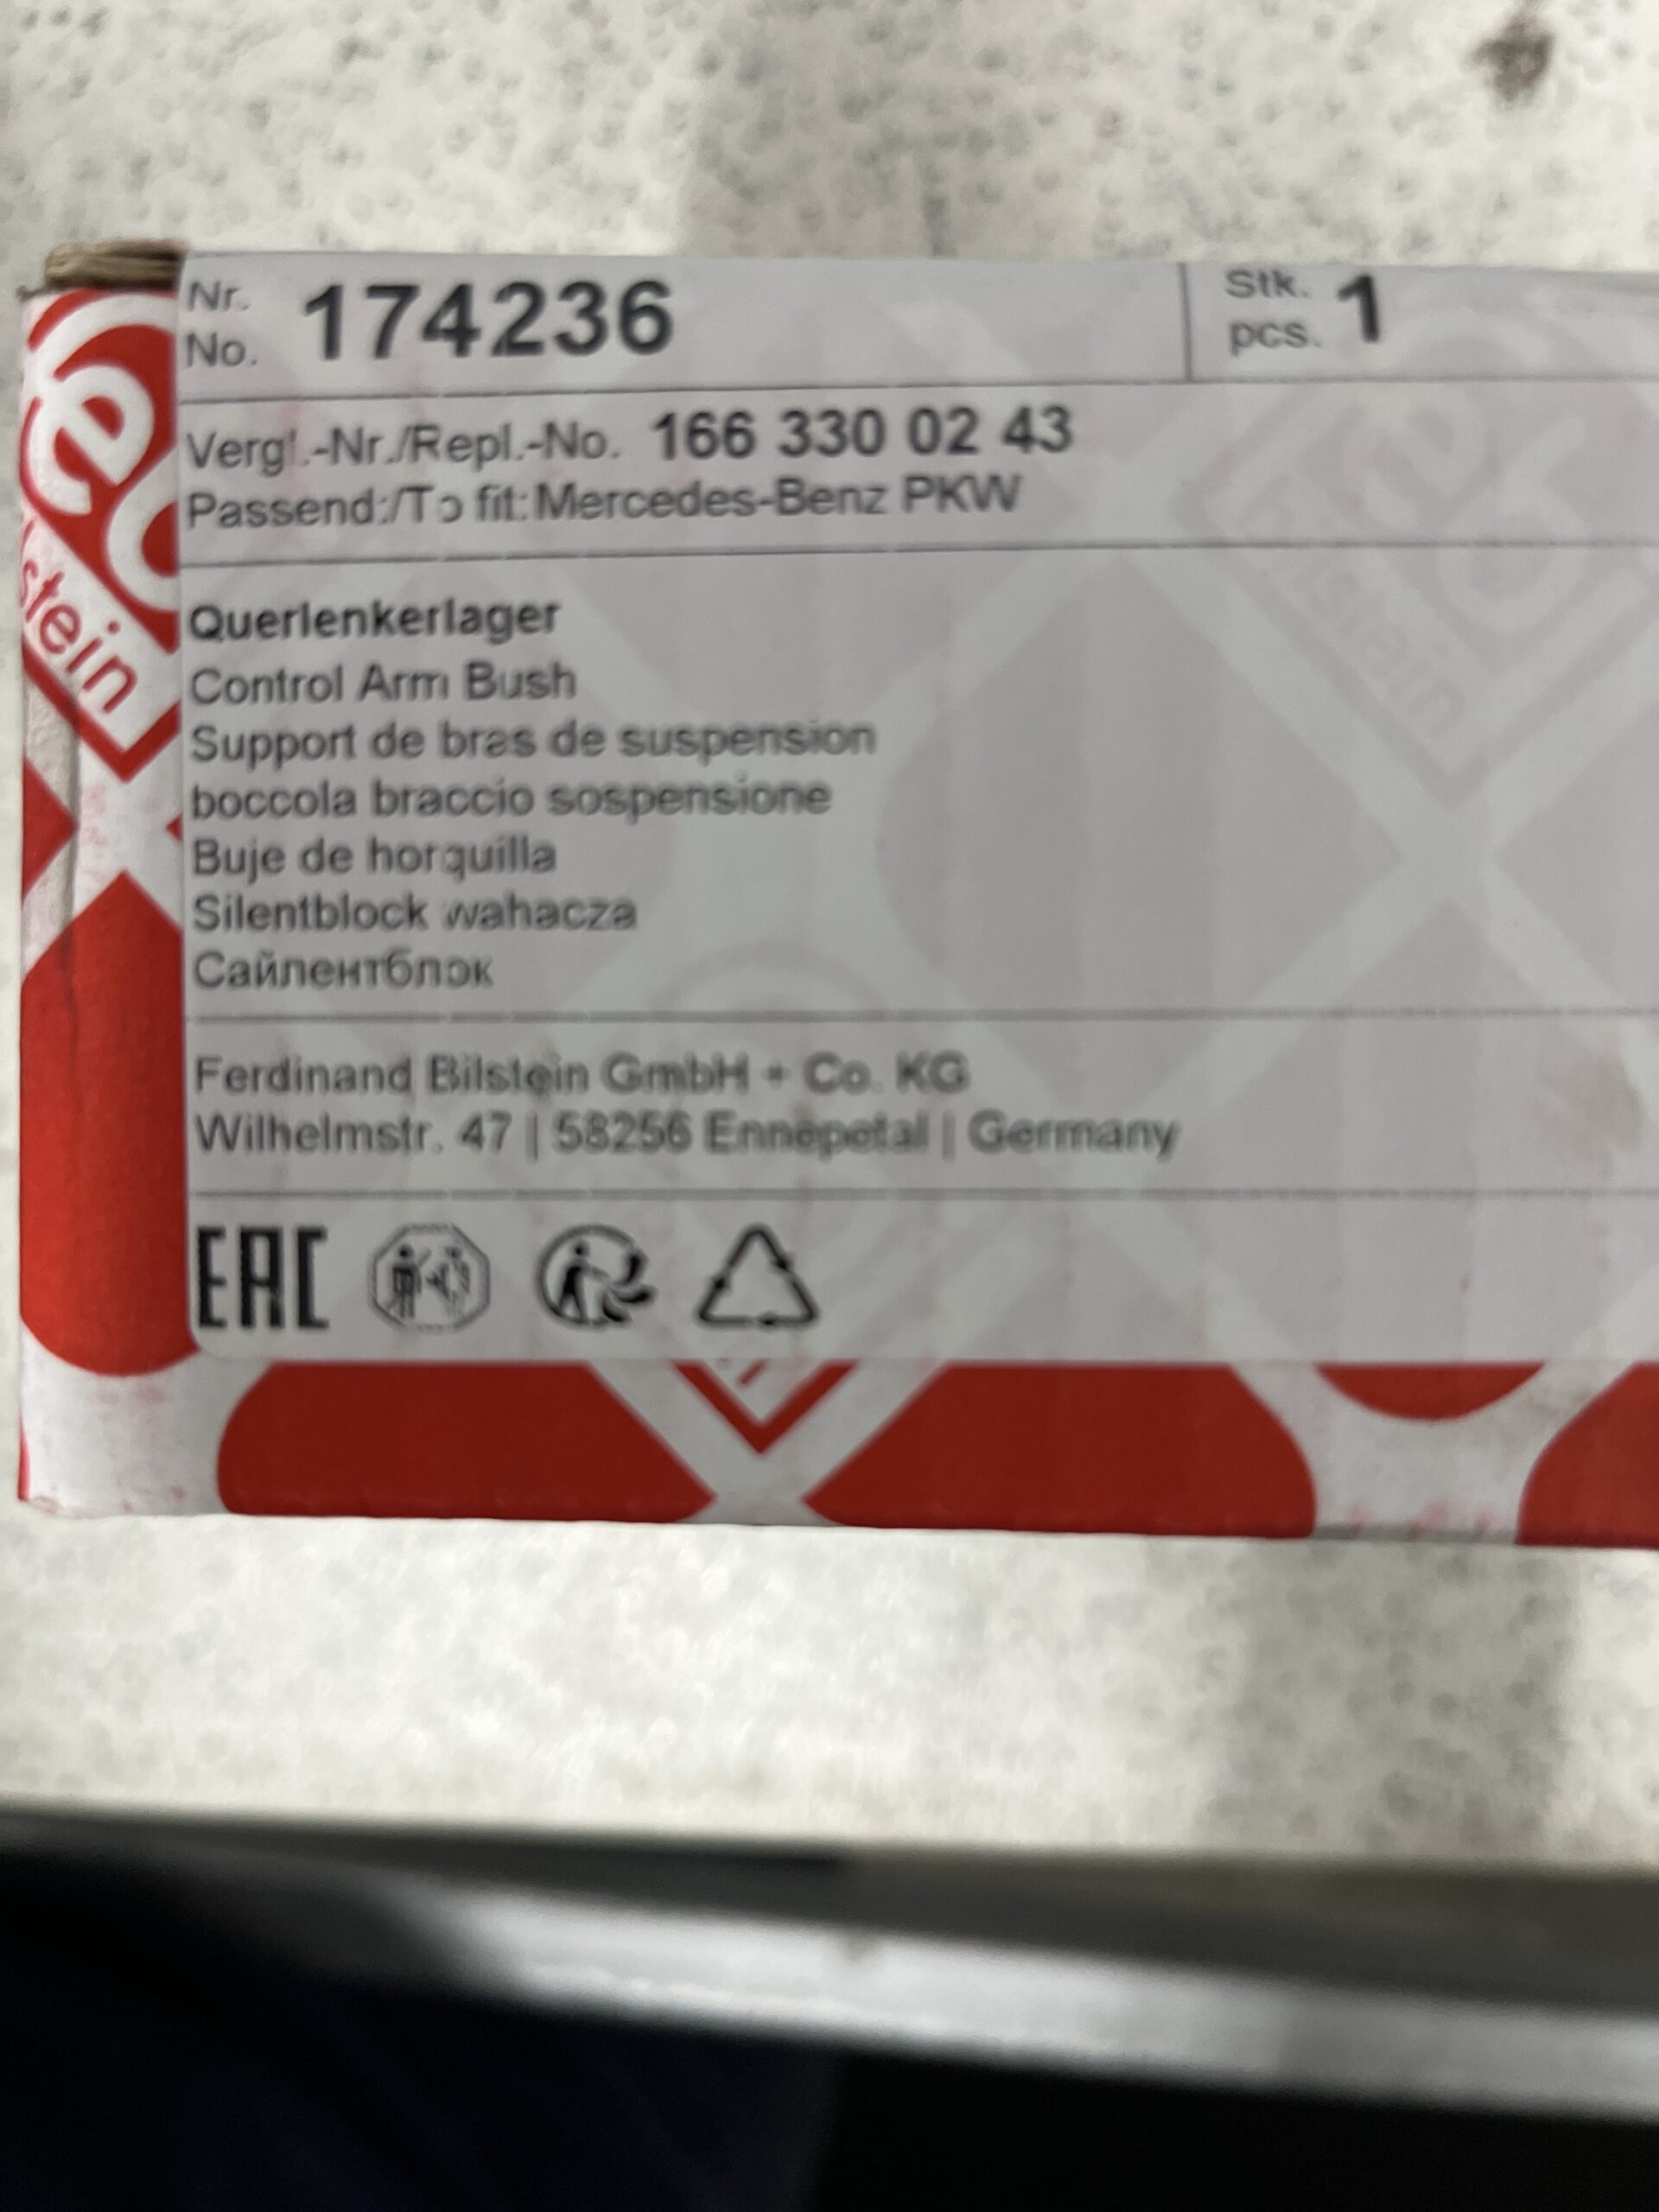 Nr.
No. 174236
Stk.
pcs. 1
Vergl.-Nr./Repl.-No. 166 330 02 43
Passend:/To fit: Mercedes-Benz PKW
Querlenkerlager
Control Arm Bush
Support de bras de suspension
boccola braccio sospensione
Buje de horquilla
Silentblock wahacza
Сайлентблок
Ferdinand Bilstein GmbH + Co. KG
Wilhelmstr. 47 | 58256 Ennepetal | Germany
EAC
stein